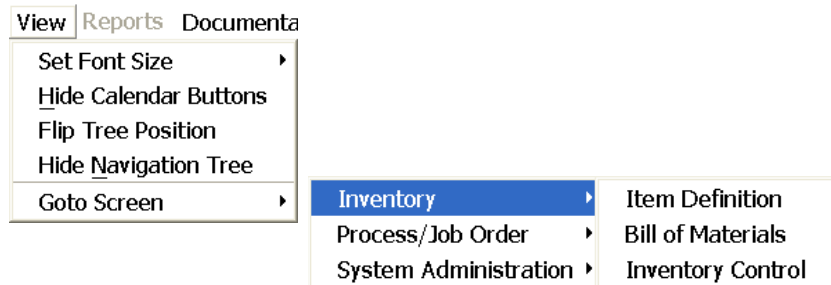 View Reports Documenta
Set Font Size
Hide Calendar Buttons
Flip Tree Position
Hide Navigation Tree
Goto Screen
Inventory
Process/Job Order
System Administration
Item Definition
Bill of Materials
Inventory Control